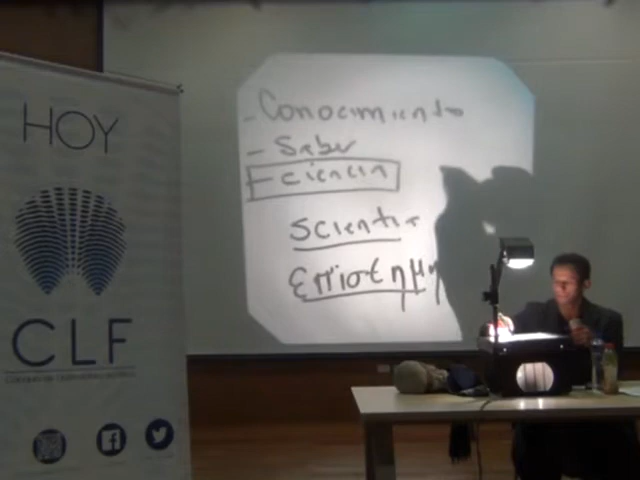 HOY
CLF
- Conocimiento
- Saber
- ciencia
Scientia
Επιστημη